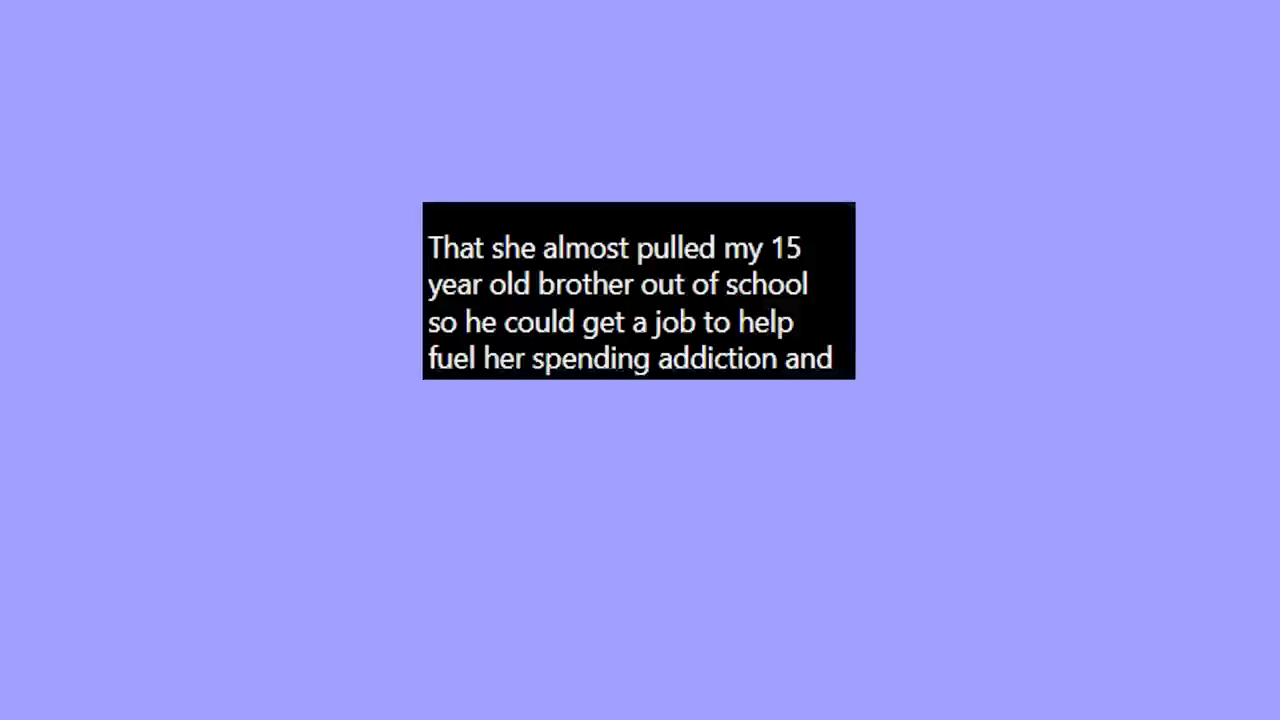 That she almost pulled my 15
year old brother out of school
so he could get a job to help
fuel her spending addiction and